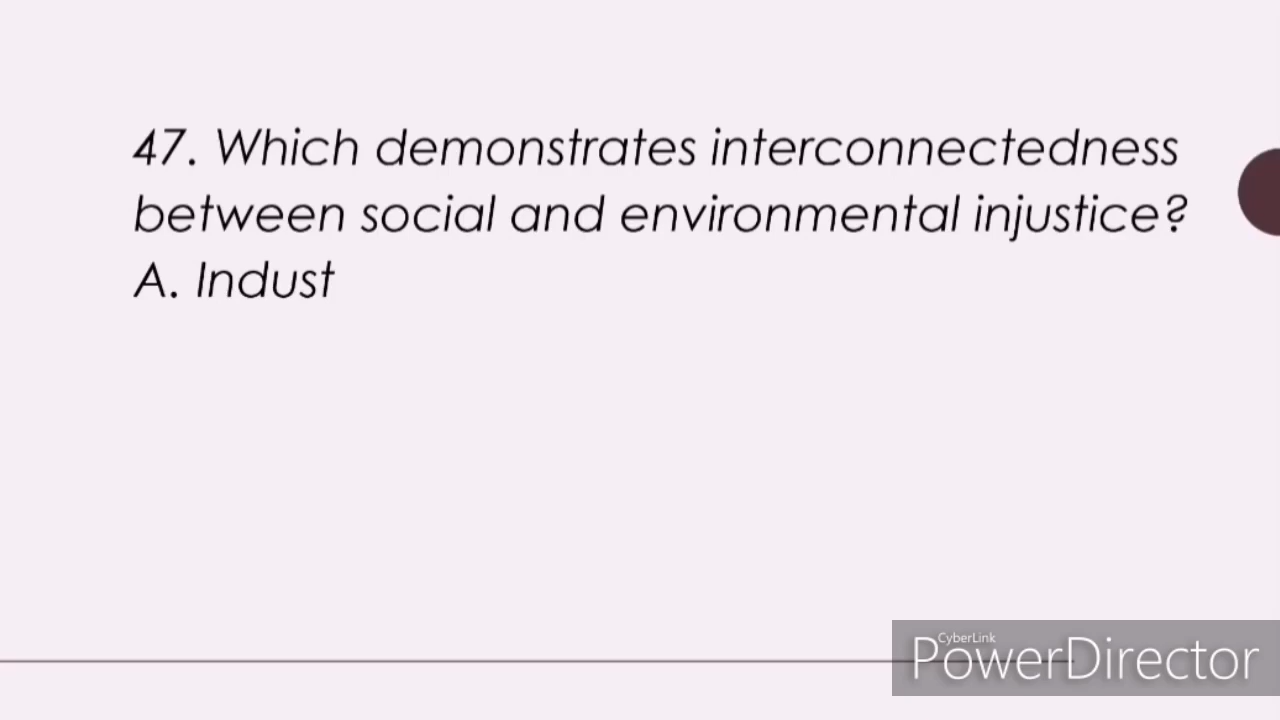 47. Which demonstrates interconnectedness
between social and environmental injustice?
A. Indust
CyberLink
PowerDirector